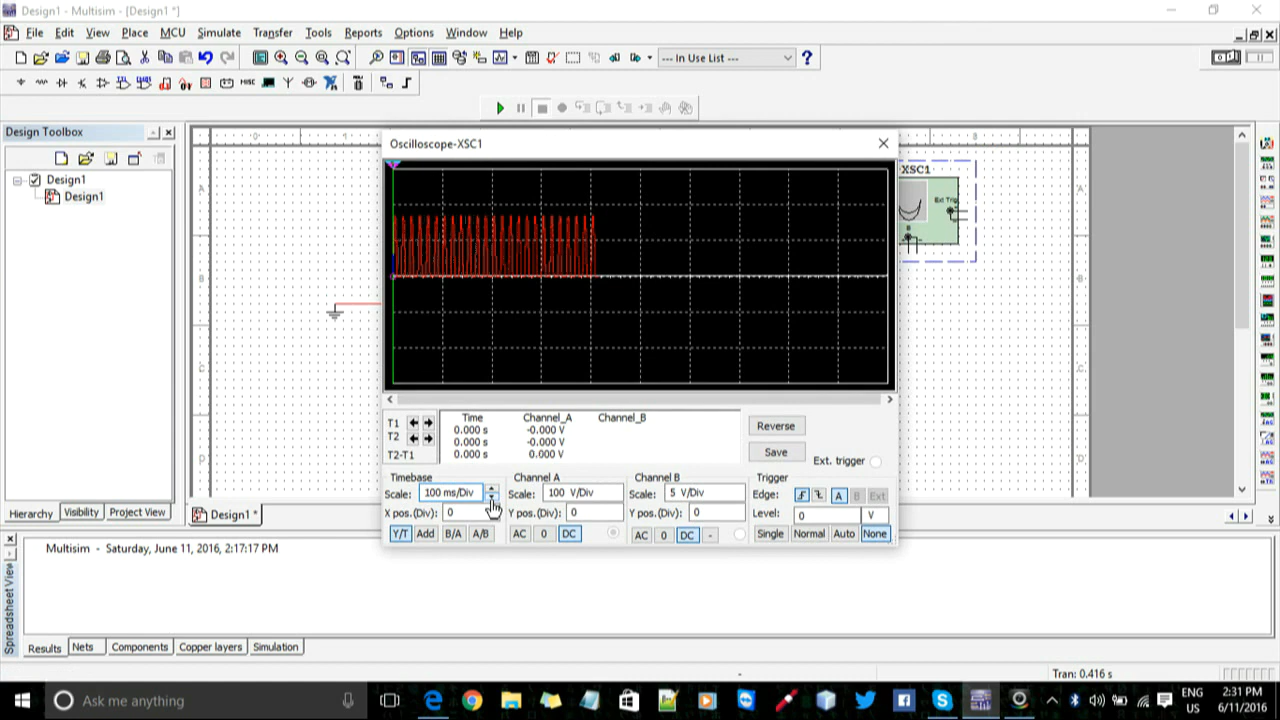 Design1 - Multisim - [Design1 *]
File Edit View Place MCU Simulate Transfer Tools Reports Options Window Help
--- In Use List ---
Design Toolbox
Design1
Design1
Oscilloscope-XSC1
XSC1
Ext Trig
B
0
1
8
A
B
C
D
A
B
C
D
Time Channel_A Channel_B
T1 0.000 s -0.000 V
T2 0.000 s -0.000 V
T2-T1 0.000 s 0.000 V
Reverse
Save
Ext. trigger
Timebase Channel A Channel B Trigger
Scale: 100 ms/Div Scale: 100 V/Div Scale: 5 V/Div Edge: A B Ext
X pos.(Div): 0 Y pos.(Div): 0 Y pos.(Div): 0 Level: 0 V
Y/T Add B/A A/B AC 0 DC AC 0 DC - Single Normal Auto None
Hierarchy Visibility Project View
Design1 *
Spreadsheet View
Multisim - Saturday, June 11, 2016, 2:17:17 PM
Results Nets Components Copper layers Simulation
- Tran: 0.416 s
Ask me anything
ENG 2:31 PM
US 6/11/2016